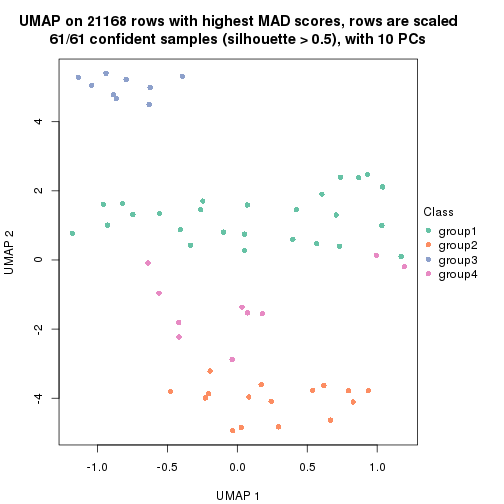 UMAP on 21168 rows with highest MAD scores, rows are scaled
61/61 confident samples (silhouette > 0.5), with 10 PCs
4
2
0
-2
-4
UMAP 2
-1.0 -0.5 0.0 0.5 1.0
UMAP 1
Class
group1
group2
group3
group4